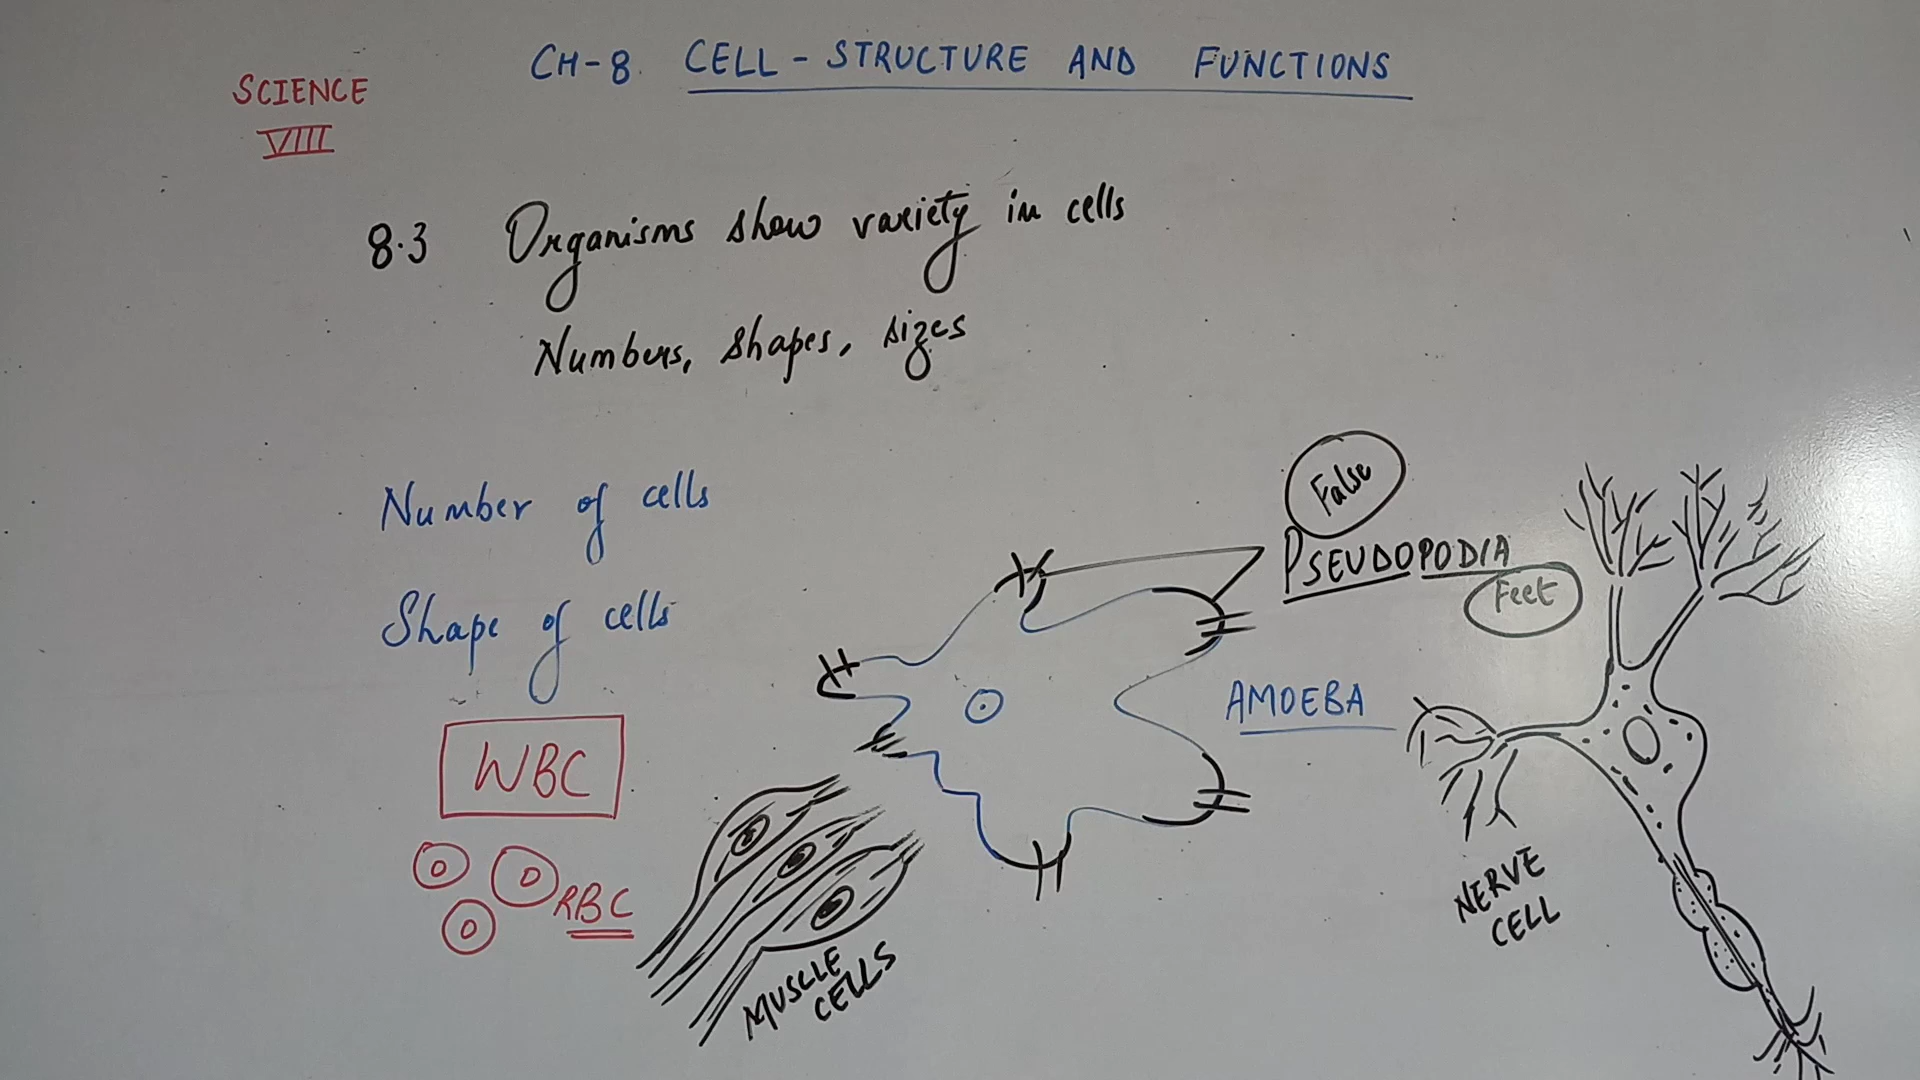 CH-8. CELL-STRUCTURE AND FUNCTIONS
SCIENCE
VIII
8.3 Organisms show variety in cells
Numbers, shapes, sizes
Number of cells
Shape of cells
WBC
RBC
MUSCLE
CELLS
False
PSEUDOPODIA
Feet
AMOEBA
NERVE
CELL